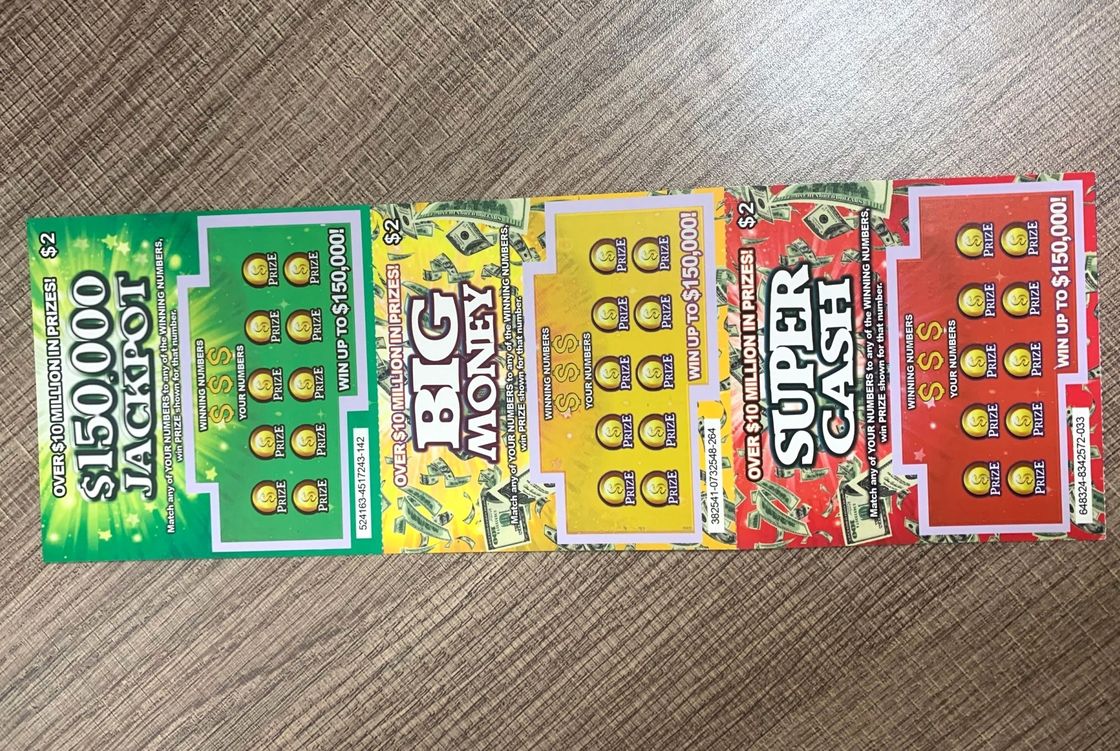 OVER $10 MILLION IN PRIZES! $2
$150,000
JACKPOT
Match any of YOUR NUMBERS to any of the WINNING NUMBERS,
win PRIZE shown for that number.
WINNING NUMBERS
$ $ $
YOUR NUMBERS
$ $ $ $ $
PRIZE PRIZE PRIZE PRIZE PRIZE
$ $ $ $ $
PRIZE PRIZE PRIZE PRIZE PRIZE
WIN UP TO $150,000!
524163-4517243-142
OVER $10 MILLION IN PRIZES! $2
BIG
MONEY
Match any of YOUR NUMBERS to any of the WINNING NUMBERS,
win PRIZE shown for that number.
WINNING NUMBERS
$ $ $
YOUR NUMBERS
$ $ $ $ $
PRIZE PRIZE PRIZE PRIZE PRIZE
$ $ $ $ $
PRIZE PRIZE PRIZE PRIZE PRIZE
WIN UP TO $150,000!
382541-0732548-264
OVER $10 MILLION IN PRIZES! $2
SUPER
CASH
Match any of YOUR NUMBERS to any of the WINNING NUMBERS,
win PRIZE shown for that number.
WINNING NUMBERS
$ $ $
YOUR NUMBERS
$ $ $ $ $
PRIZE PRIZE PRIZE PRIZE PRIZE
$ $ $ $ $
PRIZE PRIZE PRIZE PRIZE PRIZE
WIN UP TO $150,000!
648324-8342572-033